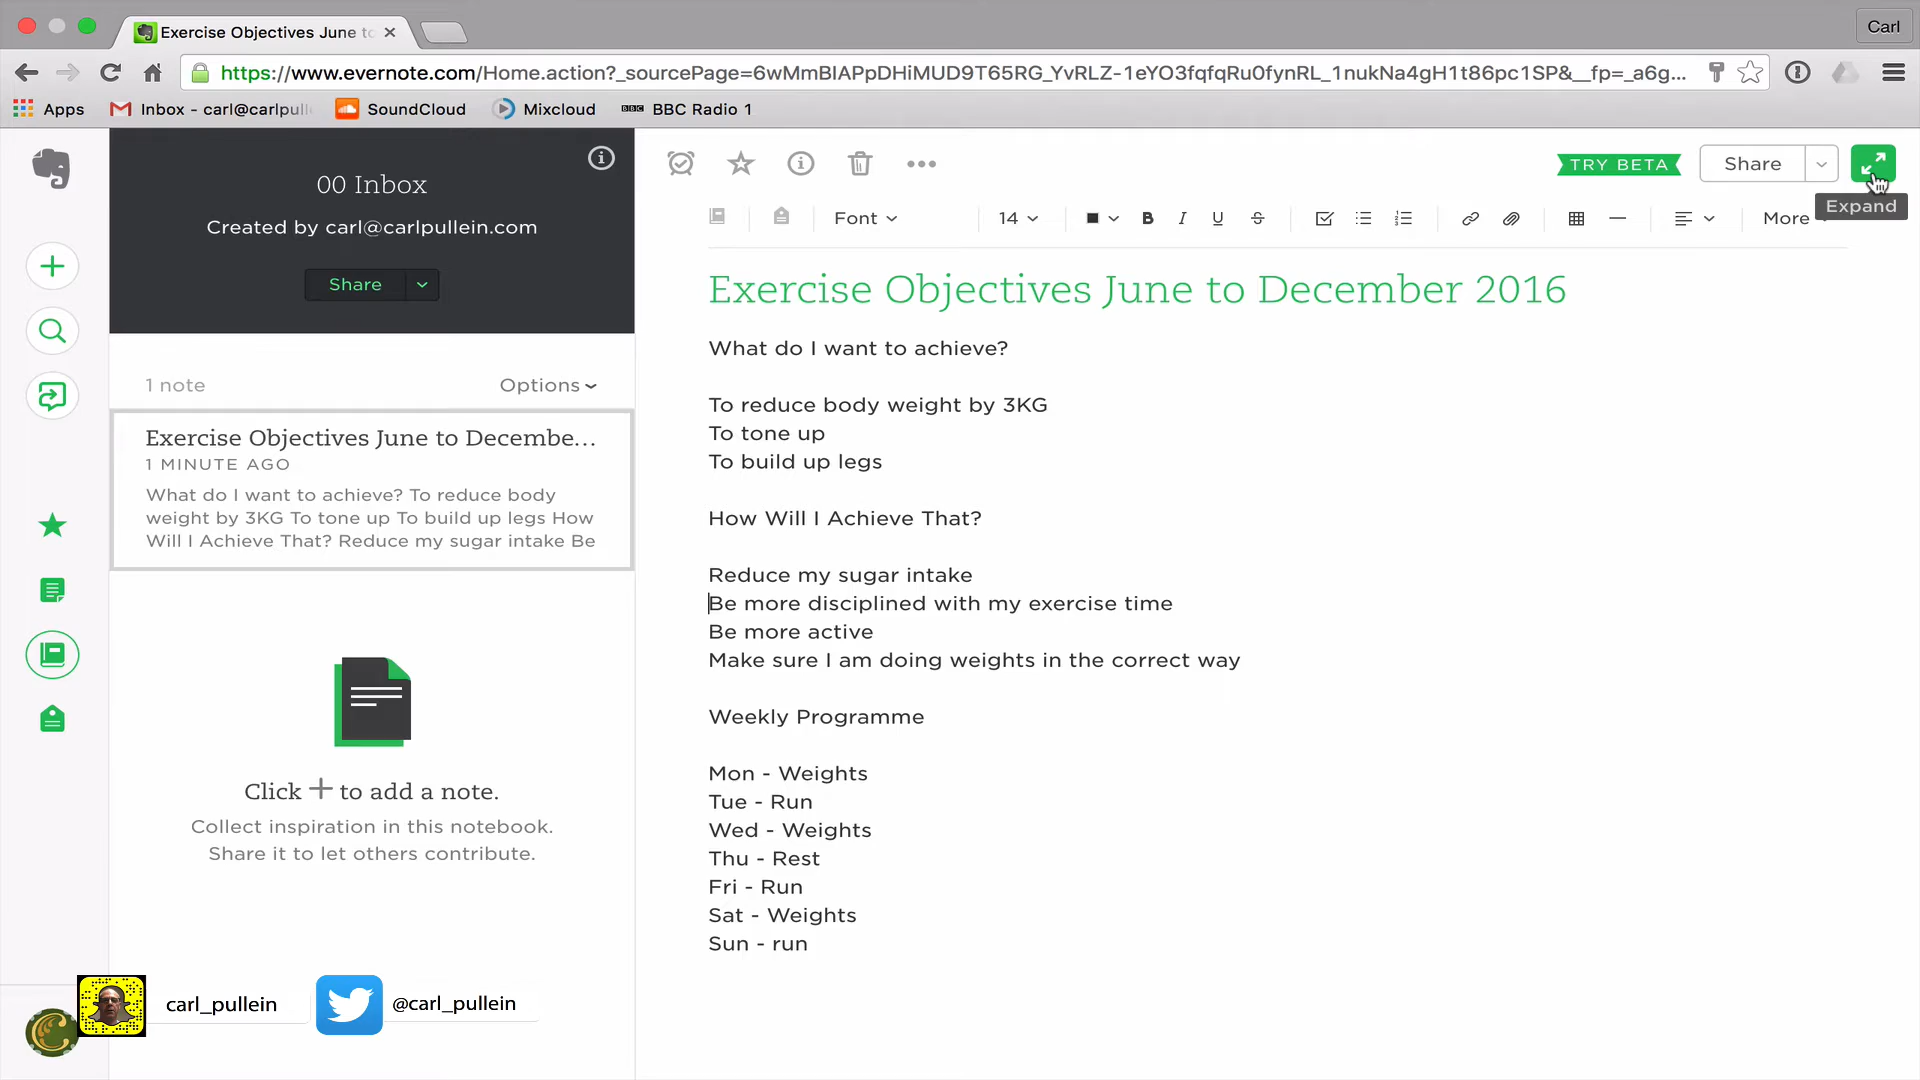 Exercise Objectives June to
Carl
https://www.evernote.com/Home.action?_sourcePage=6wMmBIAPpDHiMUD9T65RG_YvRLZ-1eYO3fqfqRu0fynRL_1nukNa4gH1t86pc1SP&__fp=_a6g...
Apps
Inbox - carl@carlpull
SoundCloud
Mixcloud
BBC
BBC Radio 1
00 Inbox
Created by carl@carlpullein.com
Share
1 note
Options
Exercise Objectives June to Decembe...
1 MINUTE AGO
What do I want to achieve? To reduce body
weight by 3KG To tone up To build up legs How
Will I Achieve That? Reduce my sugar intake Be
Click + to add a note.
Collect inspiration in this notebook.
Share it to let others contribute.
TRY BETA
Share
Expand
Font
14
B
I
U
S
More
Exercise Objectives June to December 2016
What do I want to achieve?
To reduce body weight by 3KG
To tone up
To build up legs
How Will I Achieve That?
Reduce my sugar intake
Be more disciplined with my exercise time
Be more active
Make sure I am doing weights in the correct way
Weekly Programme
Mon - Weights
Tue - Run
Wed - Weights
Thu - Rest
Fri - Run
Sat - Weights
Sun - run
carl_pullein
@carl_pullein